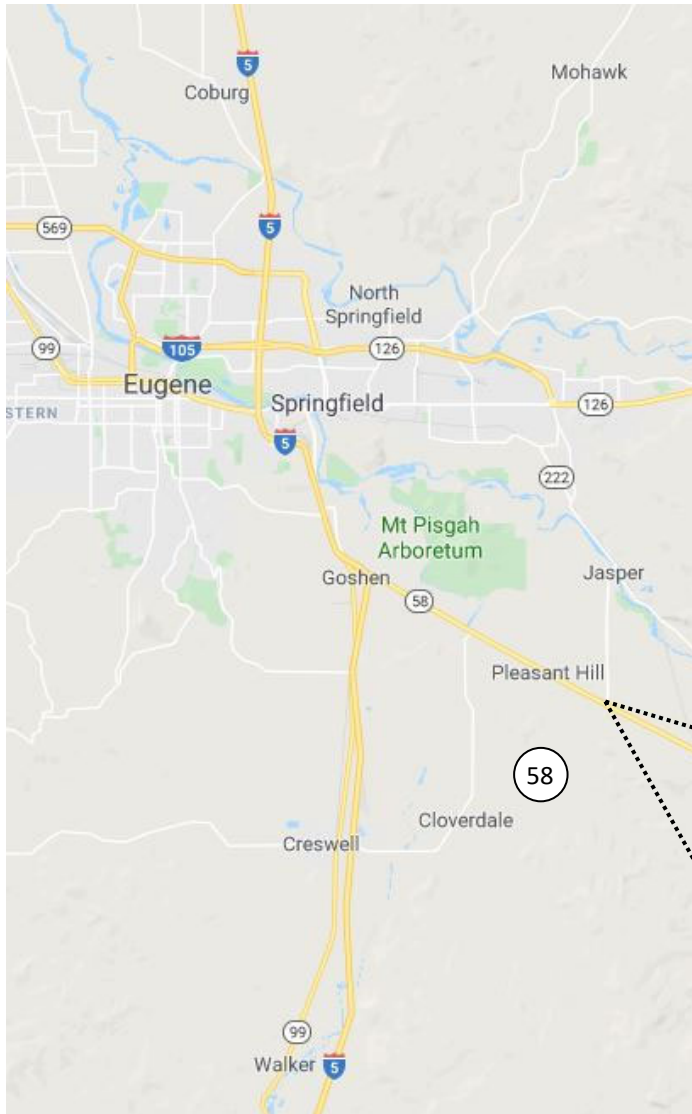 5
Coburg
Mohawk
569
5
North
Springfield
99
105
126
Eugene
Springfield
126
STERN
5
222
Mt Pisgah
Arboretum
Goshen
Jasper
58
Pleasant Hill
58
Cloverdale
Creswell
99
Walker
5